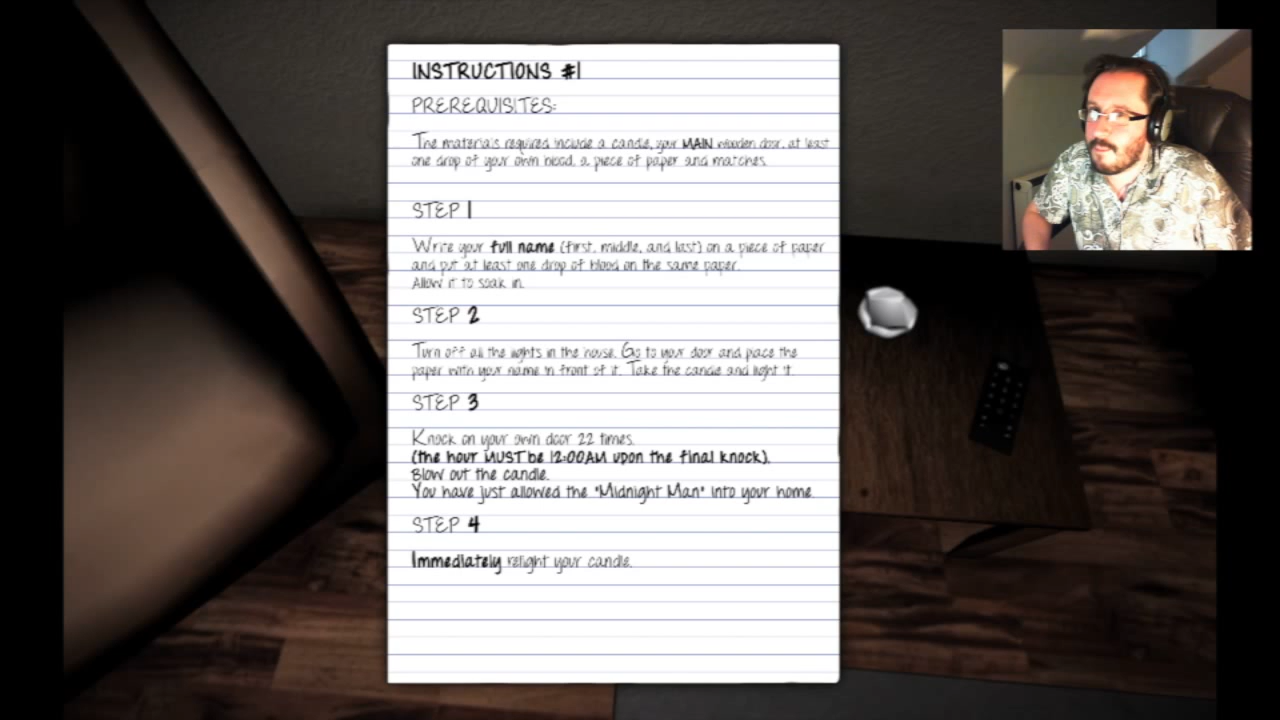 INSTRUCTIONS #1
PREREQUISITES:
The materials required include a candle, your MAIN wooden door, at least
one drop of your own blood, a piece of paper and matches.
STEP 1
Write your full name (first, middle, and last) on a piece of paper
and put at least one drop of blood on the same paper.
Allow it to soak in.
STEP 2
Turn off all the lights in the house. Go to your door and place the
paper with your name in front of it. Take the candle and light it.
STEP 3
Knock on your own door 22 times.
(the hour MUST be 12:00AM upon the final knock).
Blow out the candle.
You have just allowed the "Midnight Man" into your home.
STEP 4
Immediately relight your candle.